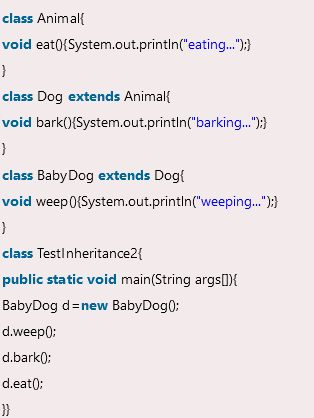 class Animal{
void eat(){System.out.println("eating...");}
}
class Dog extends Animal{
void bark(){System.out.println("barking...");}
}
class BabyDog extends Dog{
void weep(){System.out.println("weeping...");}
}
class TestInheritance2{
public static void main(String args[]){
BabyDog d=new BabyDog();
d.weep();
d.bark();
d.eat();
}}